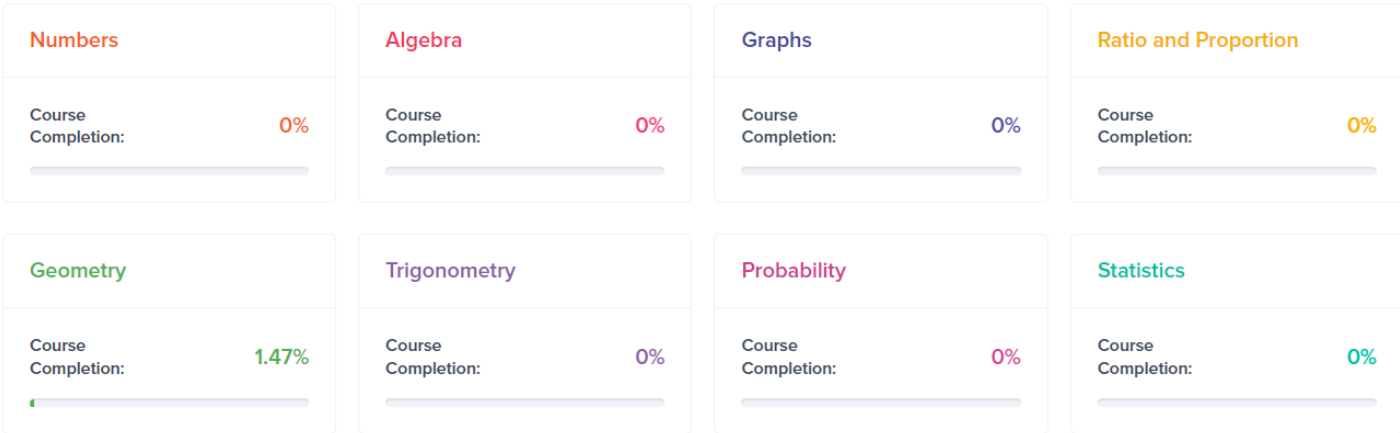 Numbers
Algebra
Graphs
Ratio and Proportion
Course
Completion:
0%
Course
Completion:
0%
Course
Completion:
0%
Course
Completion:
0%
Geometry
Trigonometry
Probability
Statistics
Course
Completion:
1.47%
Course
Completion:
0%
Course
Completion:
0%
Course
Completion:
0%